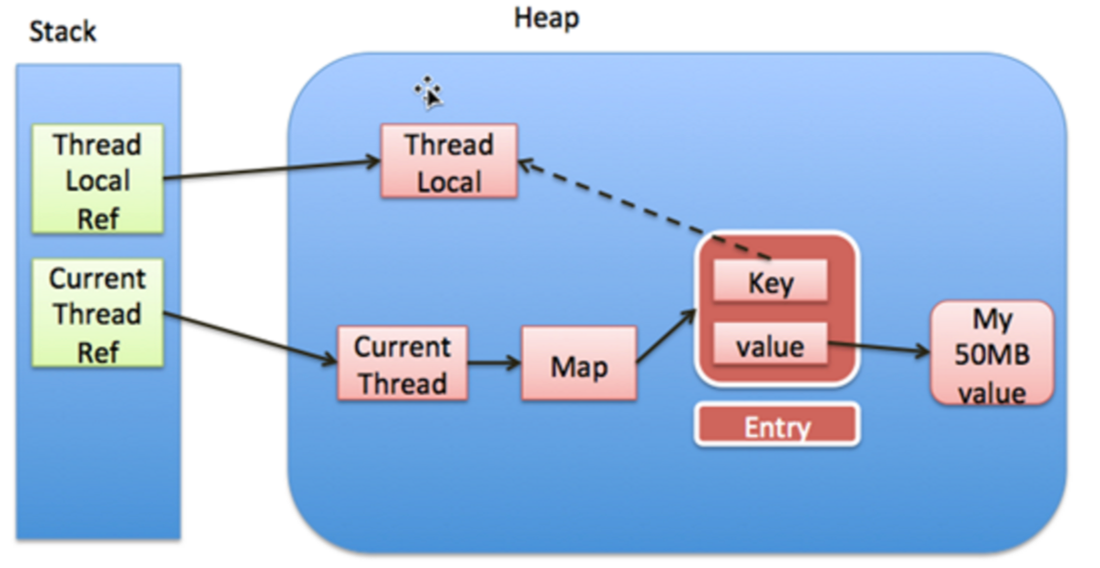 Stack
Heap
Thread
Local
Ref
Thread
Local
Current
Thread
Ref
Current
Thread
Map
Key
value
Entry
My
50MB
value